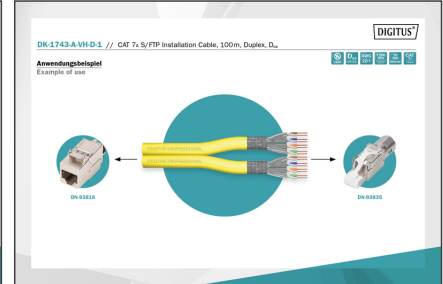 DIGITUS®
DK-1743-A-VH-D-1 // CAT 7A S/FTP Installation Cable, 100m, Duplex, Dca
Anwendungsbeispiel
Example of use
DIGITUS PROFESSIONAL
DIGITUS PROFESSIONAL
DN-93816
DN-93835